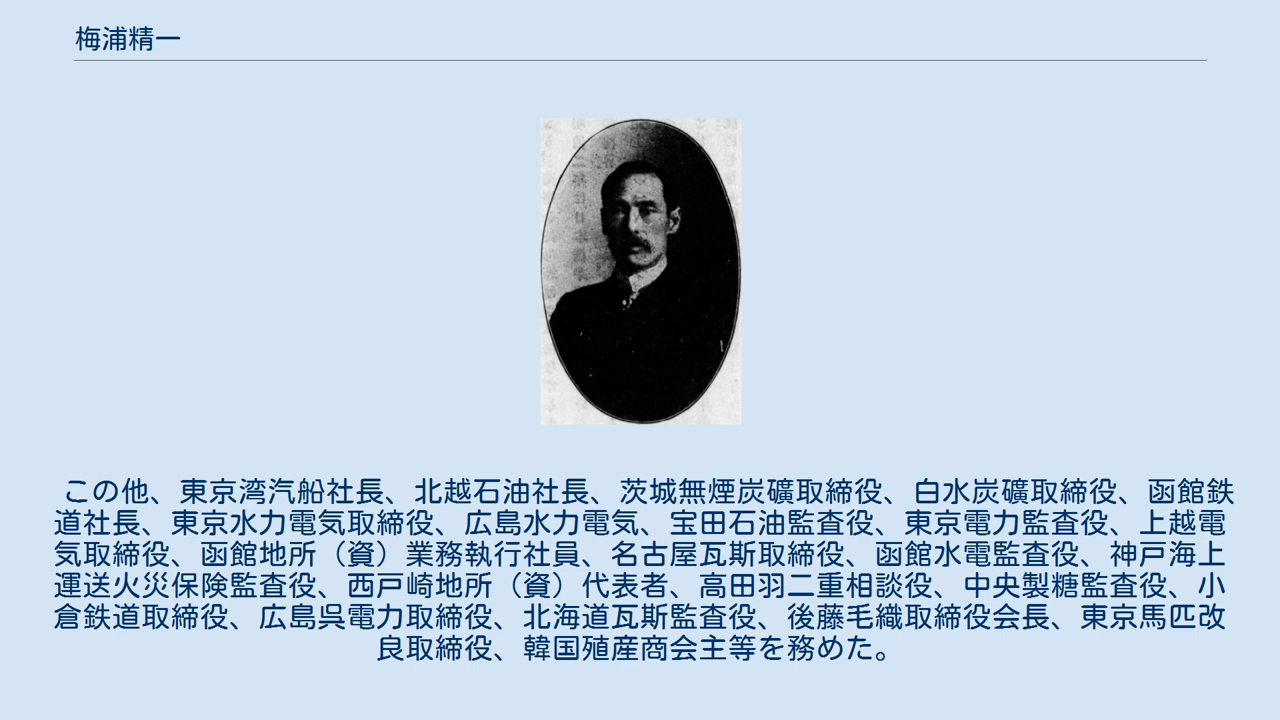 梅浦精一
この他、東京湾汽船社長、北越石油社長、茨城無煙炭礦取締役、白水炭礦取締役、函館鉄
道社長、東京水力電気取締役、広島水力電気、宝田石油監査役、東京電力監査役、上越電
気取締役、函館地所（資）業務執行社員、名古屋瓦斯取締役、函館水電監査役、神戸海上
運送火災保険監査役、西戸崎地所（資）代表者、高田羽二重相談役、中央製糖監査役、小
倉鉄道取締役、広島呉電力取締役、北海道瓦斯監査役、後藤毛織取締役会長、東京馬匹改
良取締役、韓国殖産商会主等を務めた。